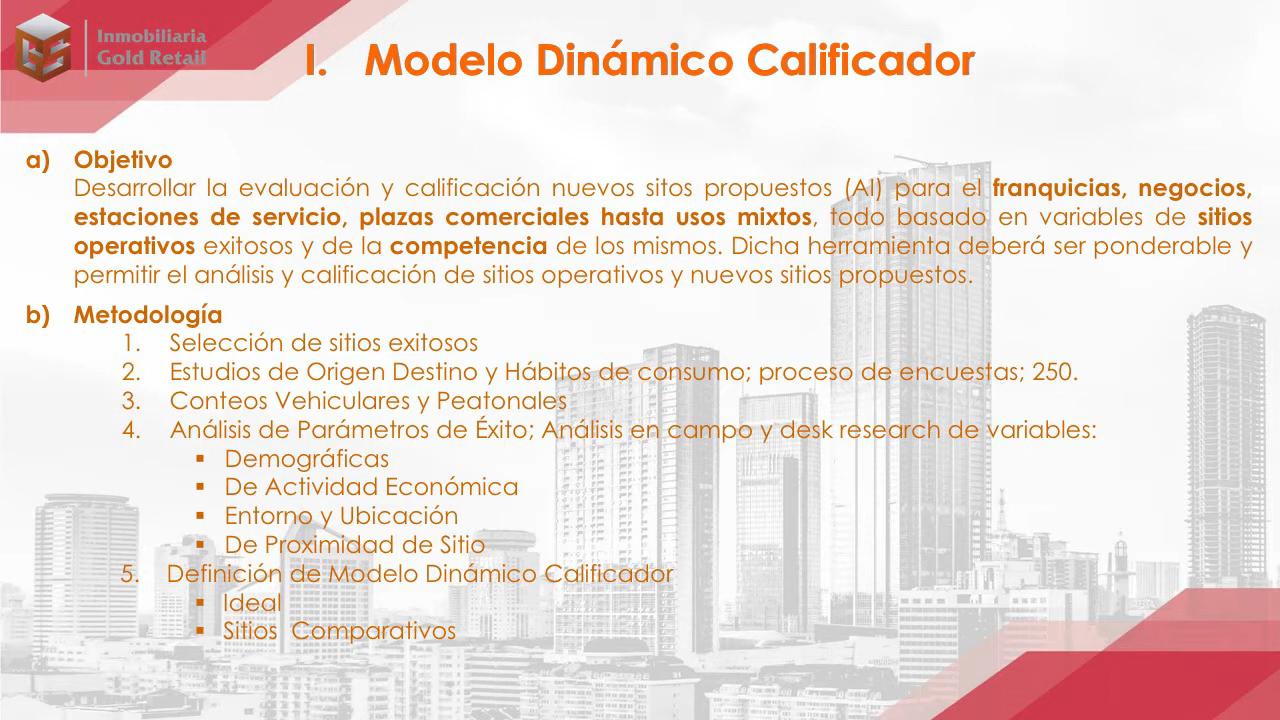 Inmobiliaria
Gold Retail
I. Modelo Dinámico Calificador
a) Objetivo
Desarrollar la evaluación y calificación nuevos sitos propuestos (AI) para el franquicias, negocios,
estaciones de servicio, plazas comerciales hasta usos mixtos, todo basado en variables de sitios
operativos exitosos y de la competencia de los mismos. Dicha herramienta deberá ser ponderable y
permitir el análisis y calificación de sitios operativos y nuevos sitios propuestos.
b) Metodología
1. Selección de sitios exitosos
2. Estudios de Origen Destino y Hábitos de consumo; proceso de encuestas; 250.
3. Conteos Vehiculares y Peatonales
4. Análisis de Parámetros de Éxito; Análisis en campo y desk research de variables:
▪ Demográficas
▪ De Actividad Económica
▪ Entorno y Ubicación
▪ De Proximidad de Sitio
5. Definición de Modelo Dinámico Calificador
▪ Ideal
▪ Sitios Comparativos